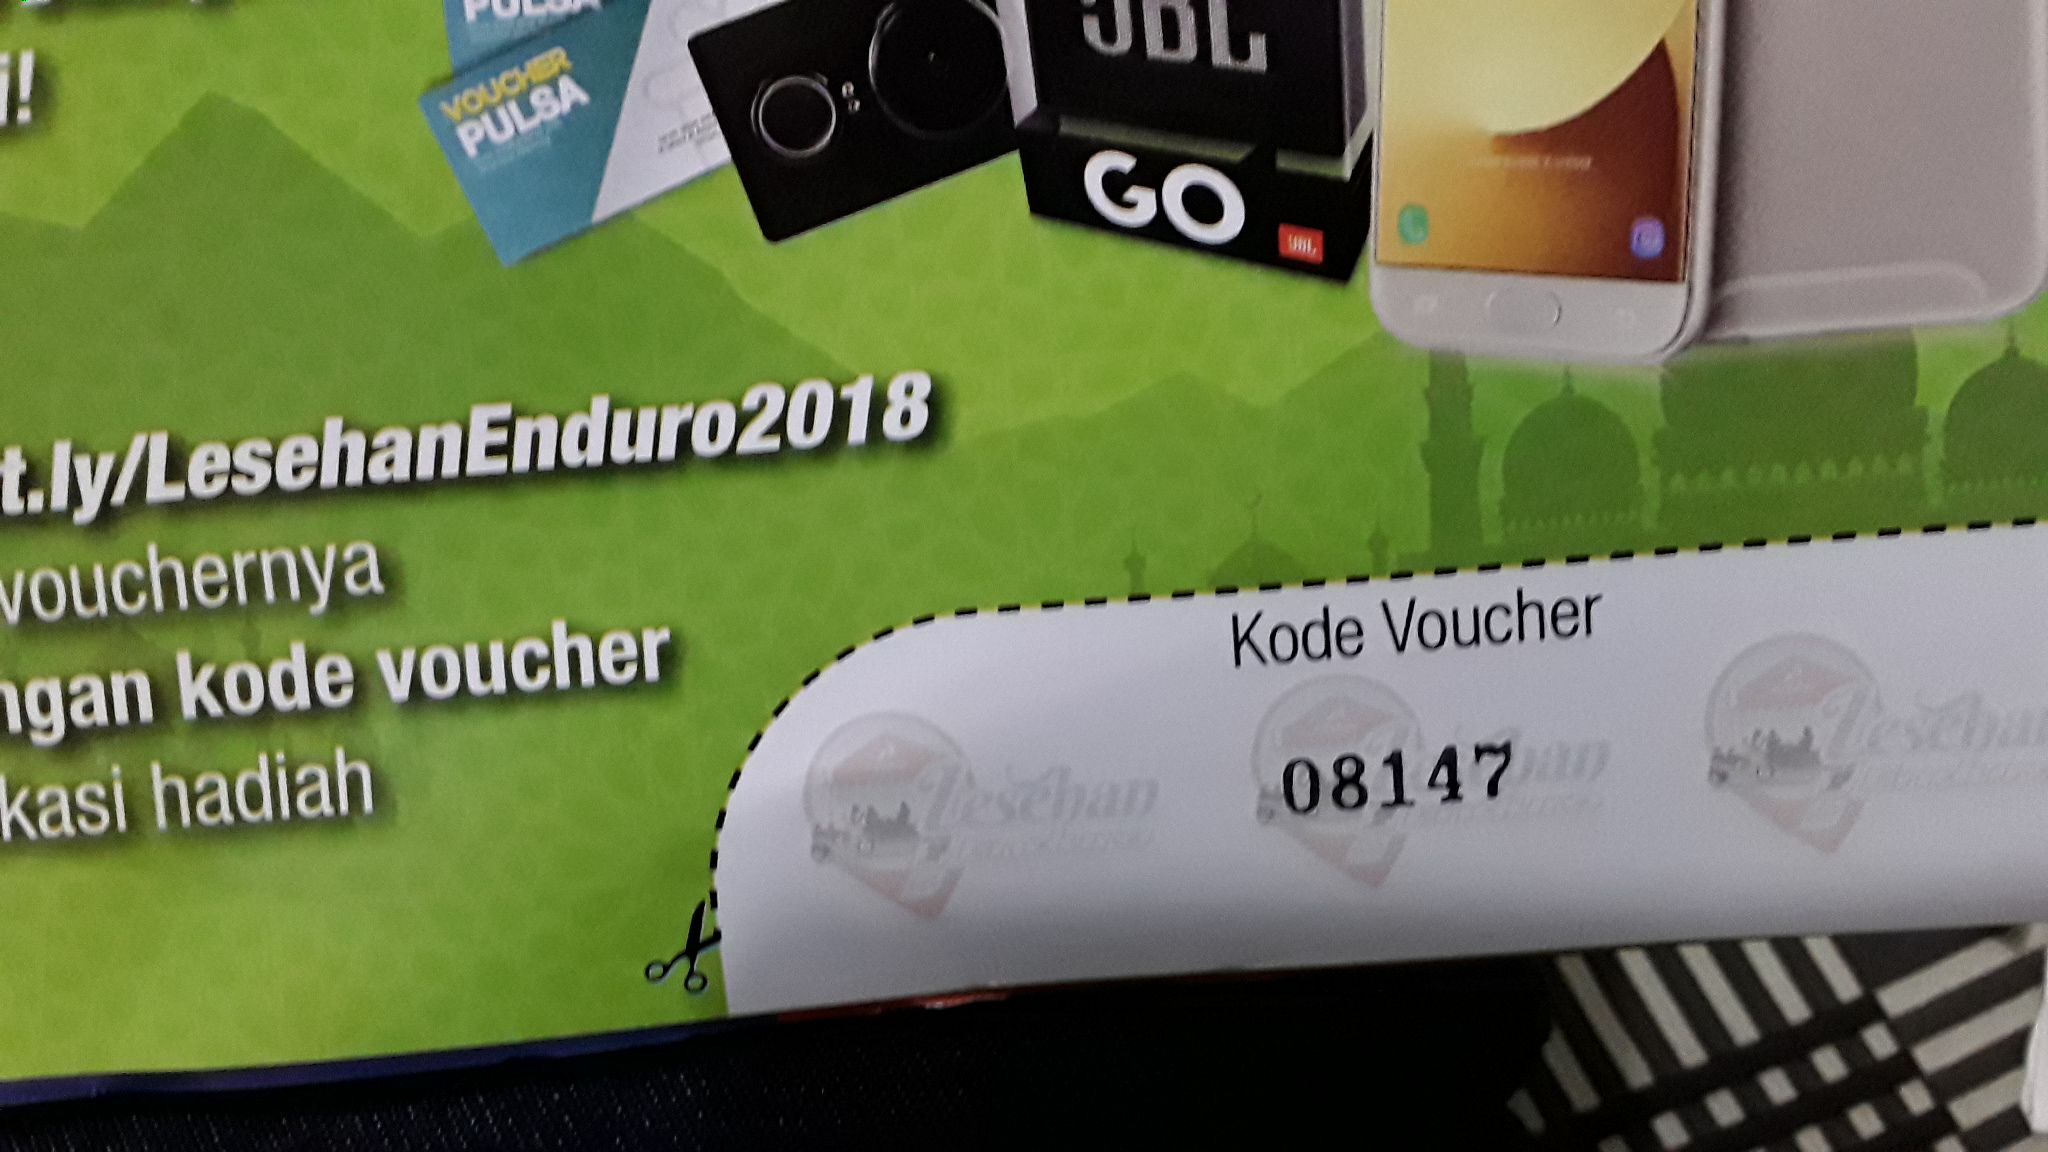 PULSA
VOUCHER
PULSA
JBL
GO
JBL
i!
t.ly/LesehanEnduro2018
vouchernya
ngan kode voucher
kasi hadiah
Kode Voucher
08147
Lesehan
Lesehan